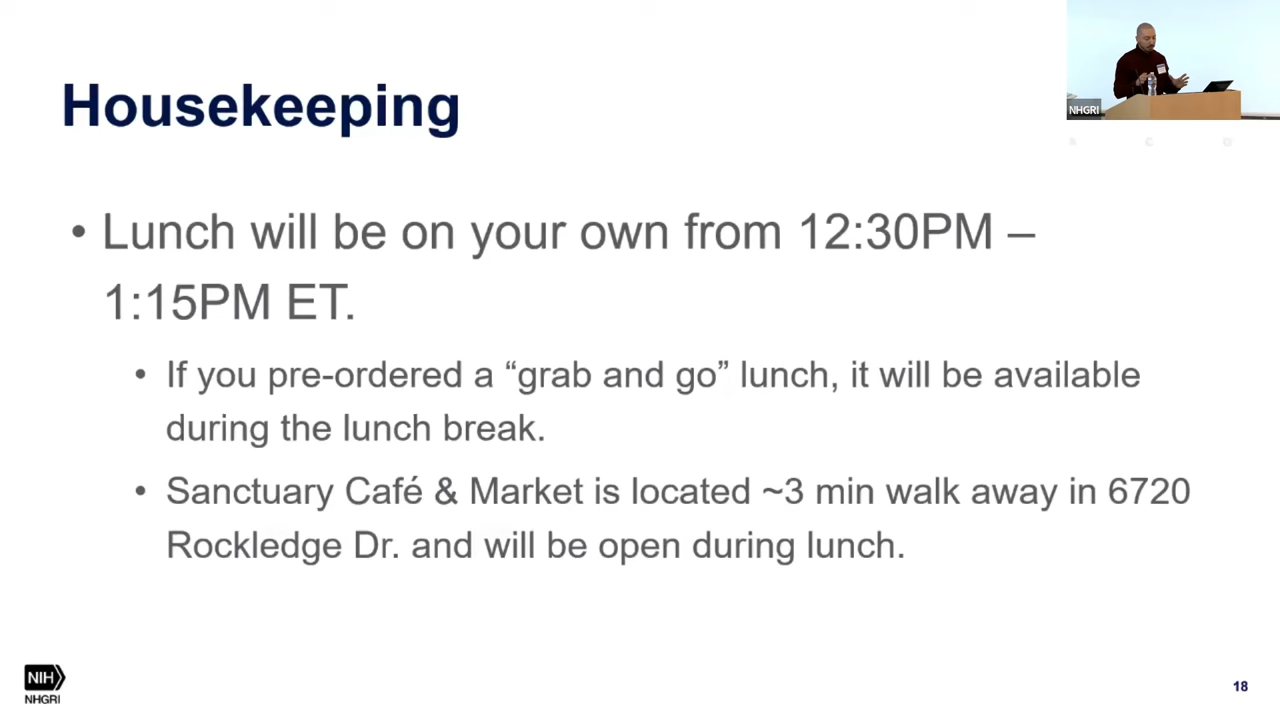 NHGRI
Housekeeping
• Lunch will be on your own from 12:30PM –
1:15PM ET.
• If you pre-ordered a “grab and go” lunch, it will be available
during the lunch break.
• Sanctuary Café & Market is located ~3 min walk away in 6720
Rockledge Dr. and will be open during lunch.
NIH
NHGRI
18